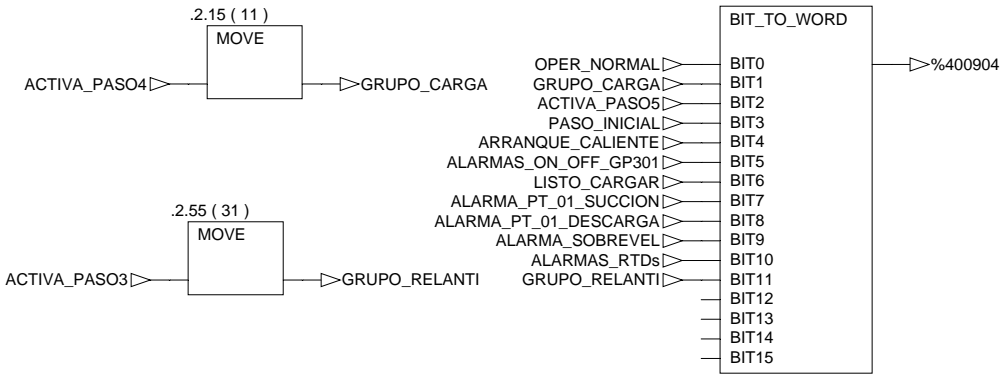 .2.15 ( 11 )
MOVE
ACTIVA_PASO4
GRUPO_CARGA
.2.55 ( 31 )
MOVE
ACTIVA_PASO3
GRUPO_RELANTI
BIT_TO_WORD
OPER_NORMAL BIT0 %400904
GRUPO_CARGA BIT1
ACTIVA_PASO5 BIT2
PASO_INICIAL BIT3
ARRANQUE_CALIENTE BIT4
ALARMAS_ON_OFF_GP301 BIT5
LISTO_CARGAR BIT6
ALARMA_PT_01_SUCCION BIT7
ALARMA_PT_01_DESCARGA BIT8
ALARMA_SOBREVEL BIT9
ALARMAS_RTDs BIT10
GRUPO_RELANTI BIT11
BIT12
BIT13
BIT14
BIT15